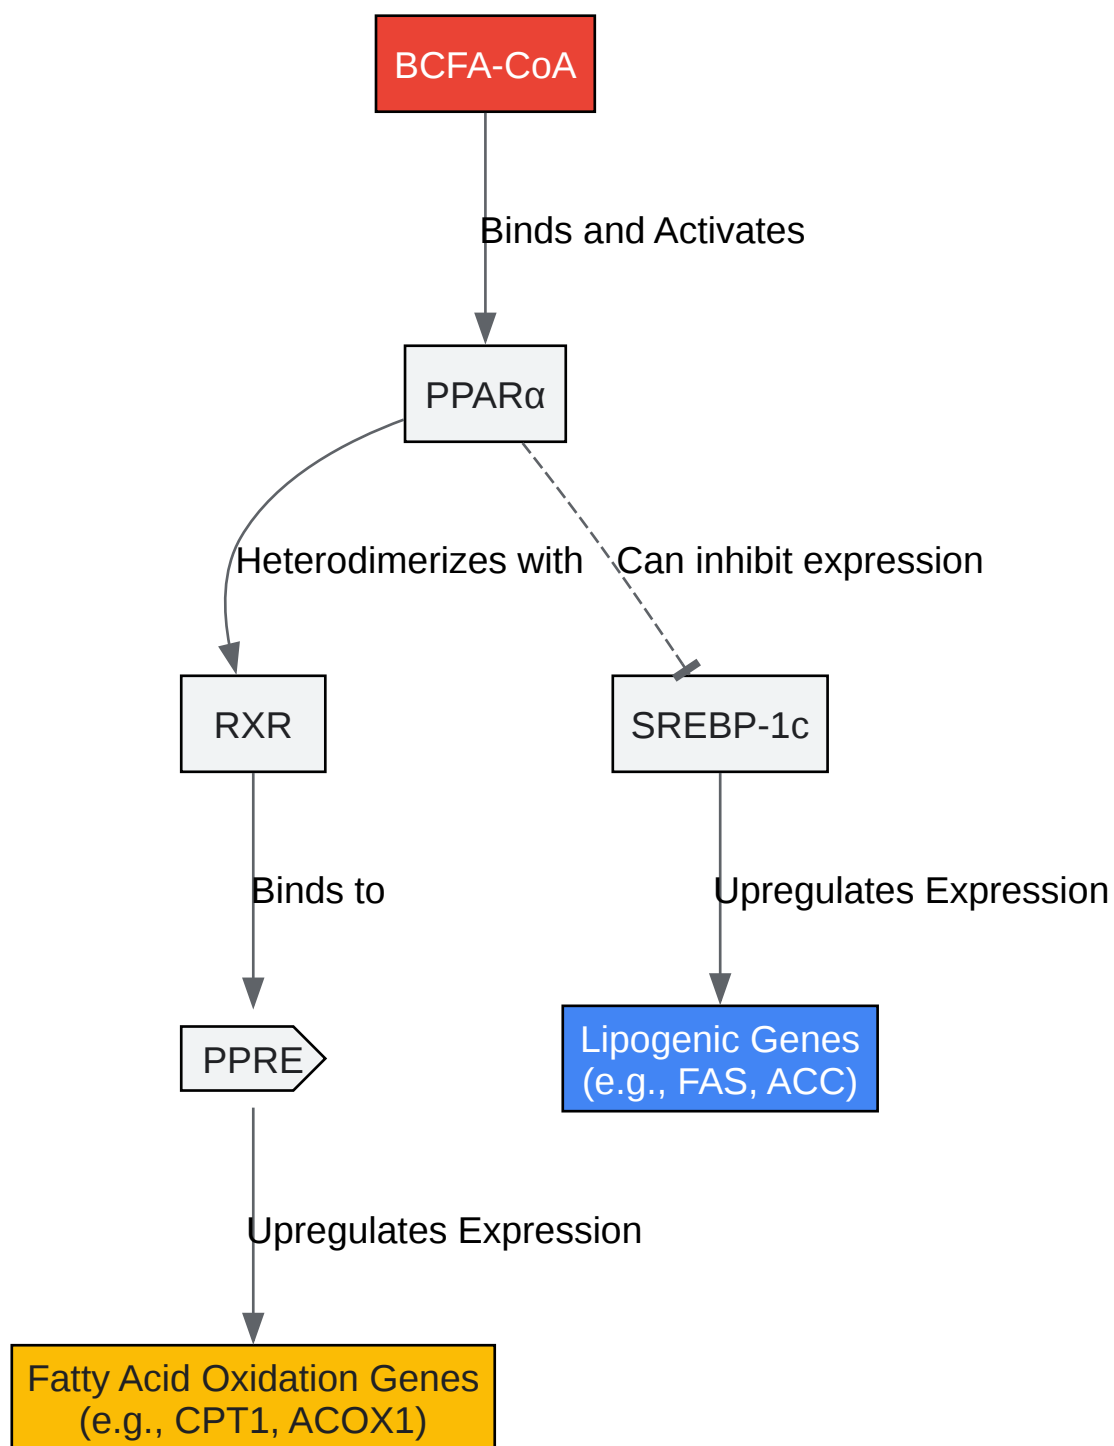 BCFA-CoA
Binds and Activates
PPARα
Heterodimerizes with
Can inhibit expression
RXR
SREBP-1c
Binds to
Upregulates Expression
PPRE
Lipogenic Genes
(e.g., FAS, ACC)
Upregulates Expression
Fatty Acid Oxidation Genes
(e.g., CPT1, ACOX1)